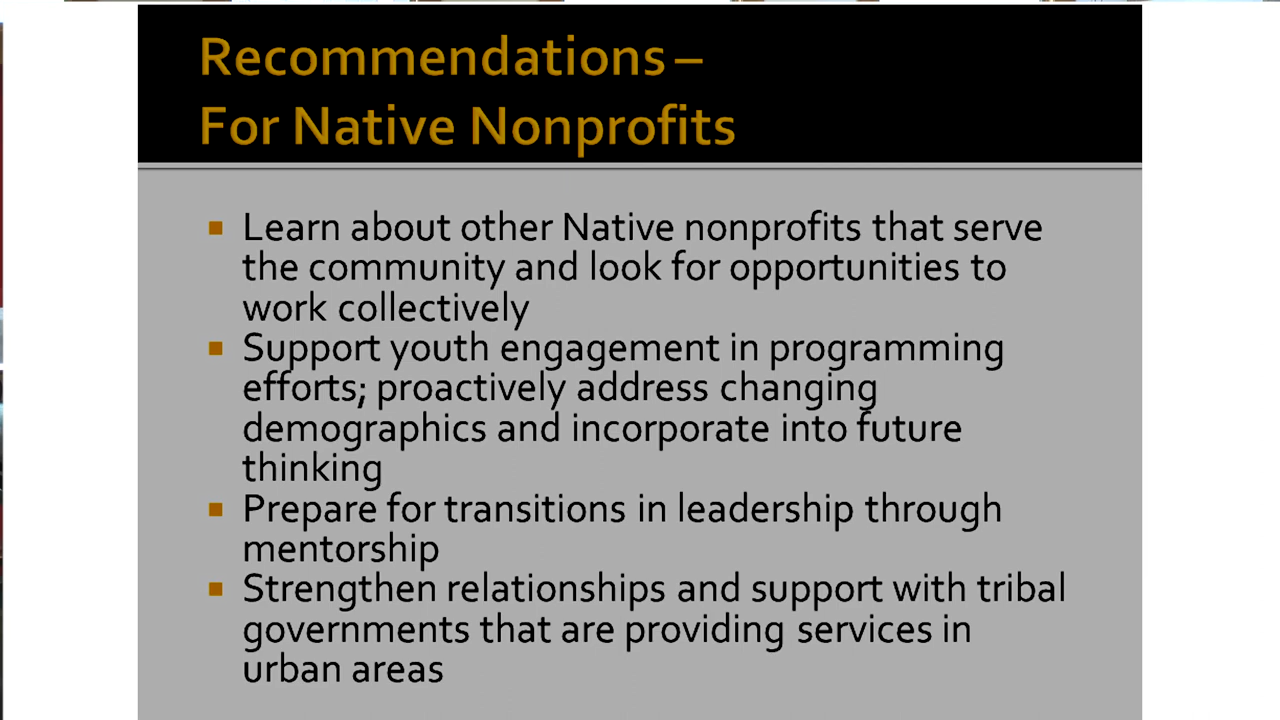 Recommendations –
For Native Nonprofits
▪ Learn about other Native nonprofits that serve
the community and look for opportunities to
work collectively
▪ Support youth engagement in programming
efforts; proactively address changing
demographics and incorporate into future
thinking
▪ Prepare for transitions in leadership through
mentorship
▪ Strengthen relationships and support with tribal
governments that are providing services in
urban areas